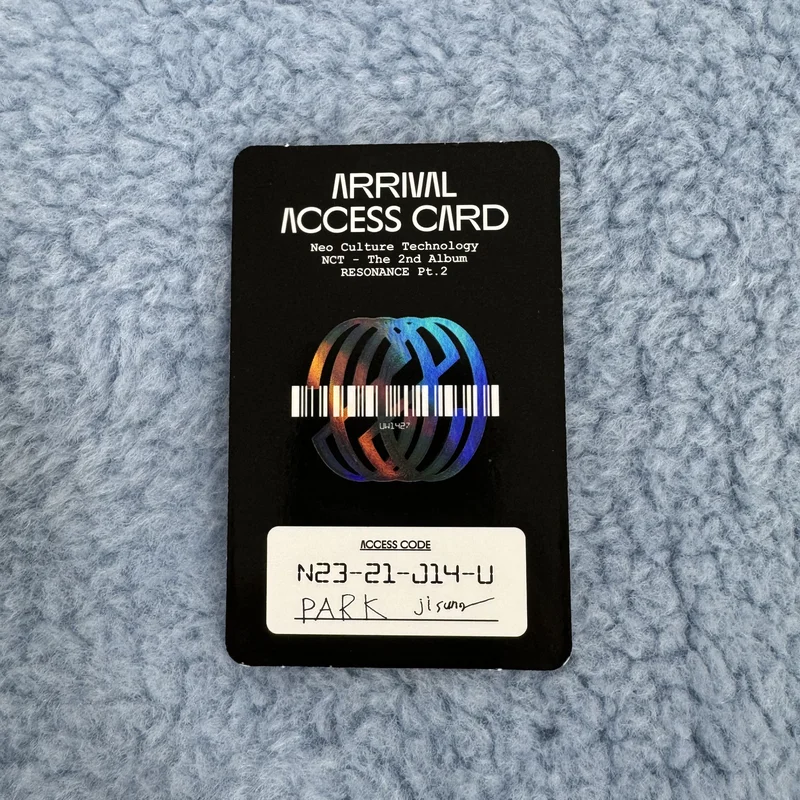 ARRIVAL
ACCESS CARD
Neo Culture Technology
NCT - The 2nd Album
RESONANCE Pt.2
UW1427
ACCESS CODE
N23-21-J14-U
PARK jisung